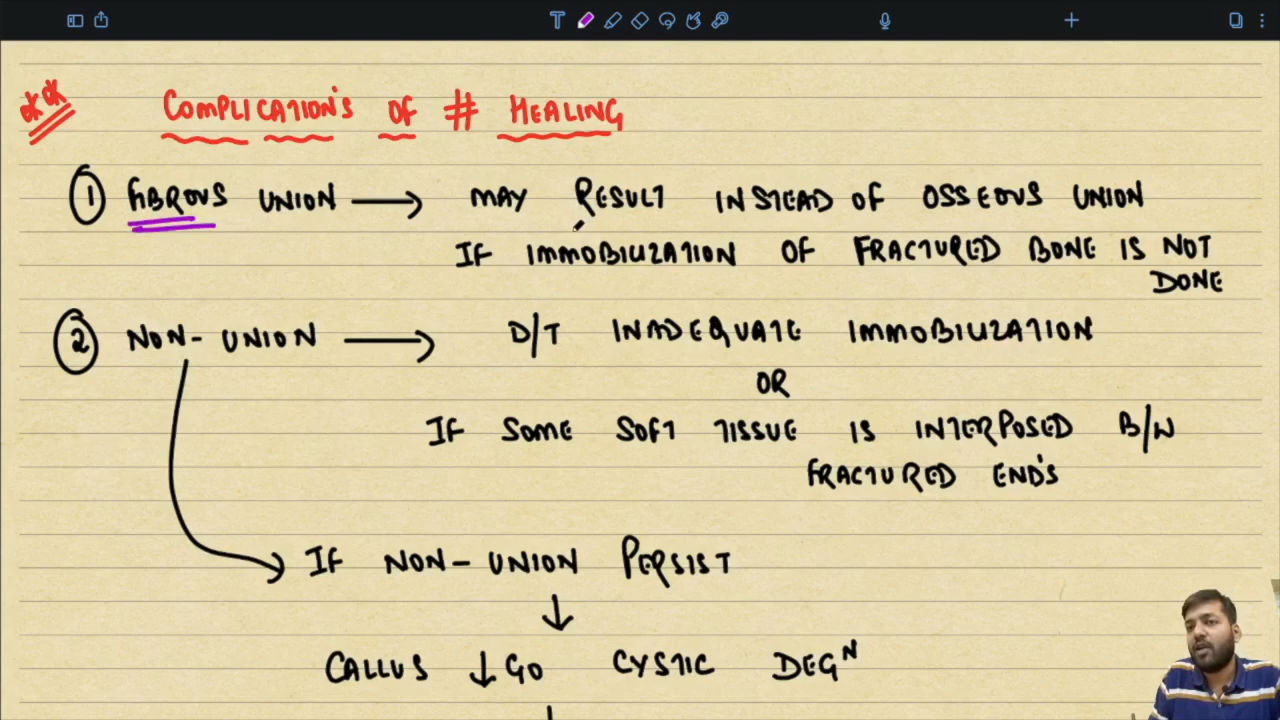 COMPLICATION'S OF # HEALING
① FIBROUS UNION → MAY RESULT INSTEAD OF OSSEOUS UNION
IF IMMOBILIZATION OF FRACTURED BONE IS NOT
DONE
② NON-UNION → D/T INADEQUATE IMMOBILIZATION
OR
IF SOME SOFT TISSUE IS INTERPOSED B/W
FRACTURED END'S
→ IF NON-UNION PERSIST
↓
CALLUS ↓GO CYSTIC DEGᴺ